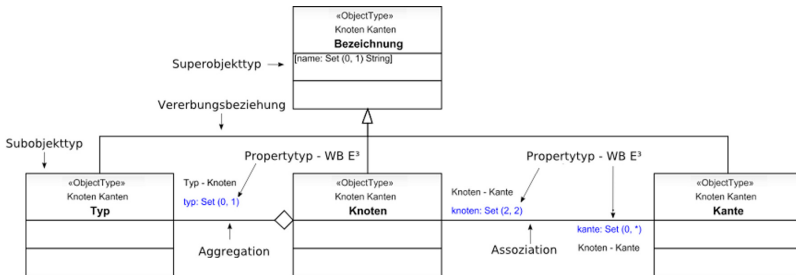 «ObjectType»
Knoten Kanten
Bezeichnung
[name: Set (0, 1) String]
Superobjekttyp
Vererbungsbeziehung
Subobjekttyp
Propertytyp - WB E³
Propertytyp - WB E³
«ObjectType»
Knoten Kanten
Typ
Typ - Knoten
typ: Set (0, 1)
Aggregation
«ObjectType»
Knoten Kanten
Knoten
Knoten - Kante
knoten: Set (2, 2)
Assoziation
kante: Set (0, *)
Knoten - Kante
«ObjectType»
Knoten Kanten
Kante